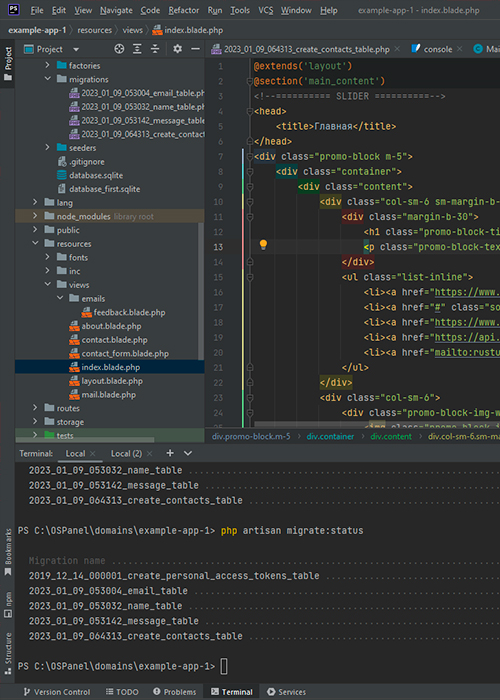 PS File Edit View Navigate Code Refactor Run Tools VCS Window Help example-app-1 - index.blade.php
example-app-1 resources views index.blade.php
Project
Project
2023_01_09_064313_create_contacts_table.php
console
factories
migrations
2023_01_09_053004_email_table.ph
2023_01_09_053032_name_table.ph
2023_01_09_053142_message_table
2023_01_09_064313_create_contac
seeders
.gitignore
database.sqlite
database_first.sqlite
lang
node_modules library root
public
resources
fonts
inc
views
emails
feedback.blade.php
about.blade.php
contact.blade.php
contact_form.blade.php
index.blade.php
layout.blade.php
mail.blade.php
routes
storage
tests
1 @extends('layout')
2 @section('main_content')
3 <!--========== SLIDER ==========-->
4 <head>
5 <title>Главная</title>
6 </head>
7 <div class="promo-block m-5">
8 <div class="container">
9 <div class="content">
10 <div class="col-sm-6 sm-margin-b-
11 <div class="margin-b-30">
12 <h1 class="promo-block-ti
13 <p class="promo-block-tex
14 </div>
15 <ul class="list-inline">
16 <li><a href="https://www.
17 <li><a href="#" class="so
18 <li><a href="https://www.
19 <li><a href="https://api.
20 <li><a href="mailto:rustu
21 </ul>
22 </div>
23 <div class="col-sm-6">
24 <div class="promo-block-img-w
div.promo-block.m-5 div.container div.content div.col-sm-6.sm-ma
Terminal: Local Local (2)
2023_01_09_053032_name_table
2023_01_09_053142_message_table
2023_01_09_064313_create_contacts_table
PS C:\OSPanel\domains\example-app-1> php artisan migrate:status
Migration name
2019_12_14_000001_create_personal_access_tokens_table
2023_01_09_053004_email_table
2023_01_09_053032_name_table
2023_01_09_053142_message_table
2023_01_09_064313_create_contacts_table
PS C:\OSPanel\domains\example-app-1>
Bookmarks
npm
Structure
Version Control TODO Problems Terminal Services